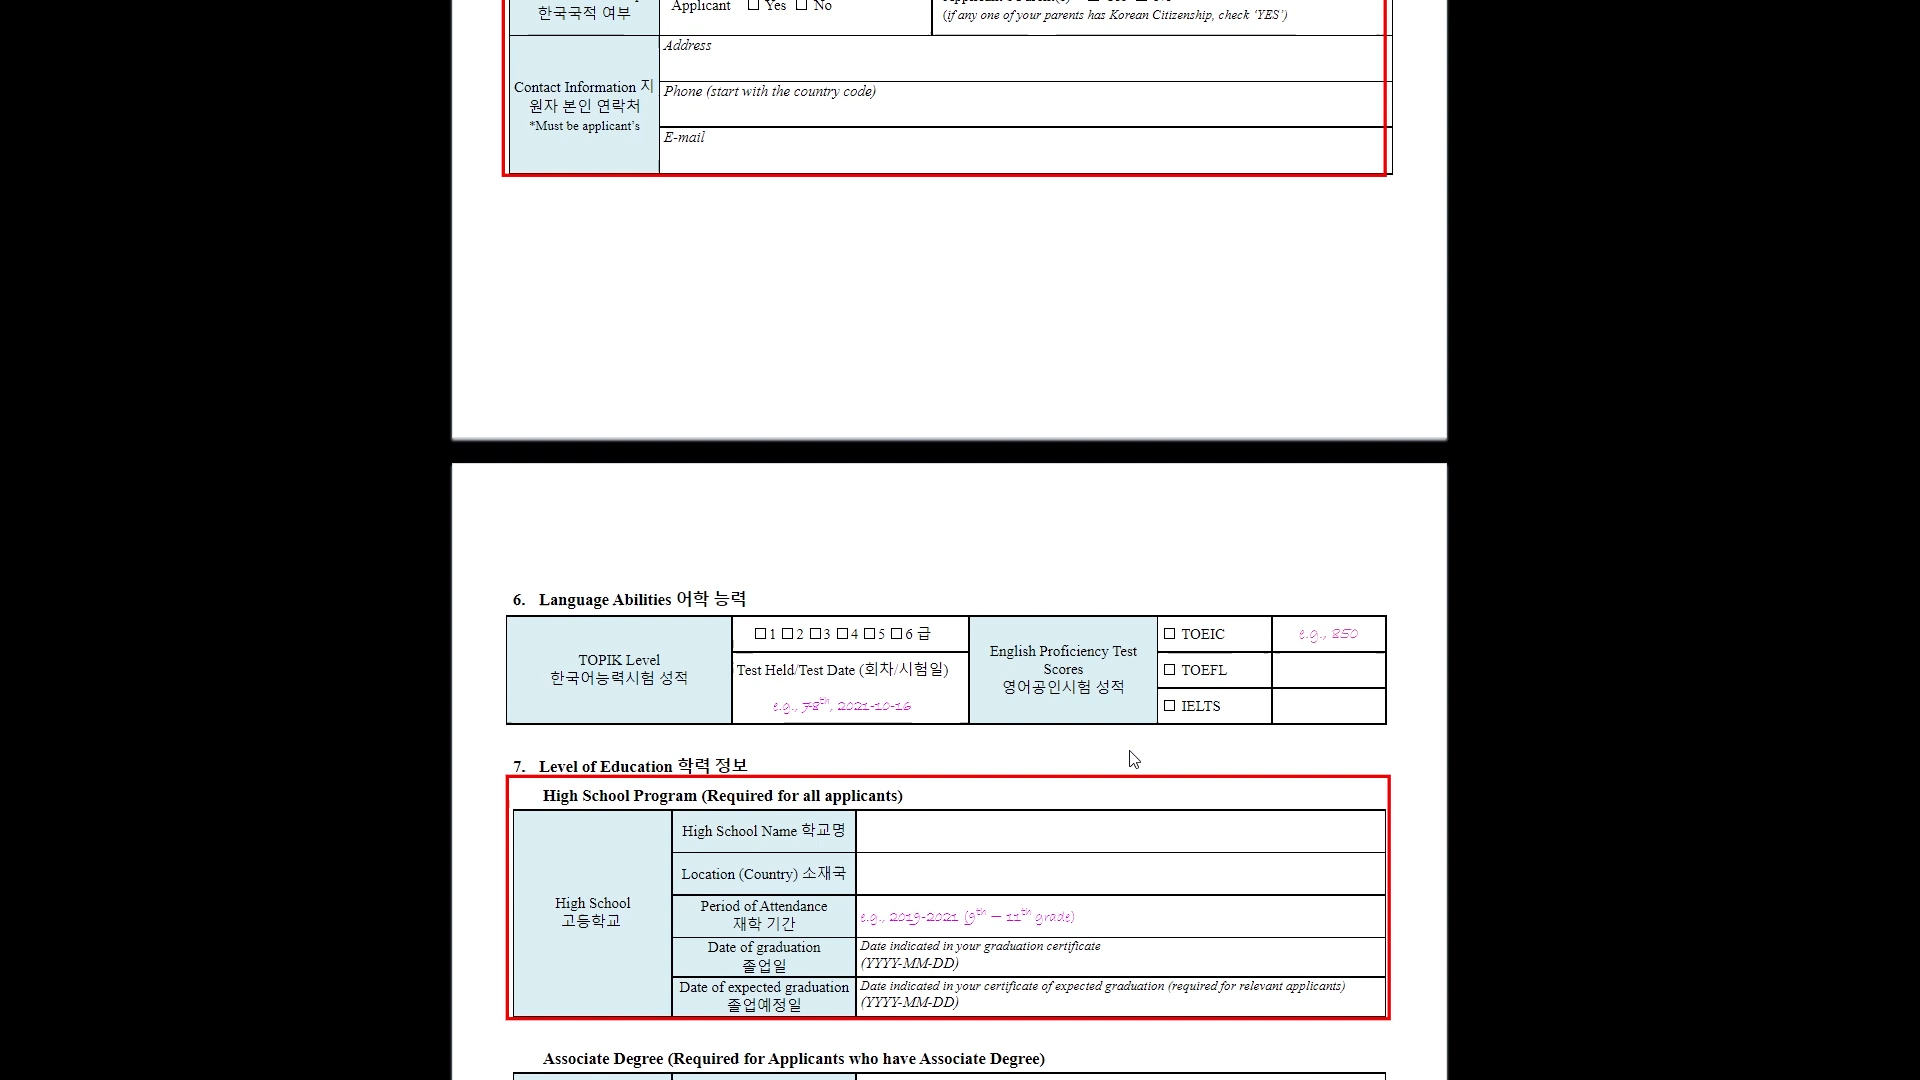 한국국적 여부
Applicant ☐ Yes ☐ No
(if any one of your parents has Korean Citizenship, check ‘YES’)
Contact Information 지
원자 본인 연락처
*Must be applicant’s
Address
Phone (start with the country code)
E-mail
6. Language Abilities 어학 능력
TOPIK Level
한국어능력시험 성적
☐1 ☐2 ☐3 ☐4 ☐5 ☐6 급
Test Held/Test Date (회차/시험일)
e.g., 78th, 2021-10-16
English Proficiency Test
Scores
영어공인시험 성적
☐ TOEIC
e.g., 850
☐ TOEFL
☐ IELTS
7. Level of Education 학력 정보
High School Program (Required for all applicants)
High School
고등학교
High School Name 학교명
Location (Country) 소재국
Period of Attendance
재학 기간
e.g., 2019-2021 (9th – 11th grade)
Date of graduation
졸업일
Date indicated in your graduation certificate
(YYYY-MM-DD)
Date of expected graduation
졸업예정일
Date indicated in your certificate of expected graduation (required for relevant applicants)
(YYYY-MM-DD)
Associate Degree (Required for Applicants who have Associate Degree)